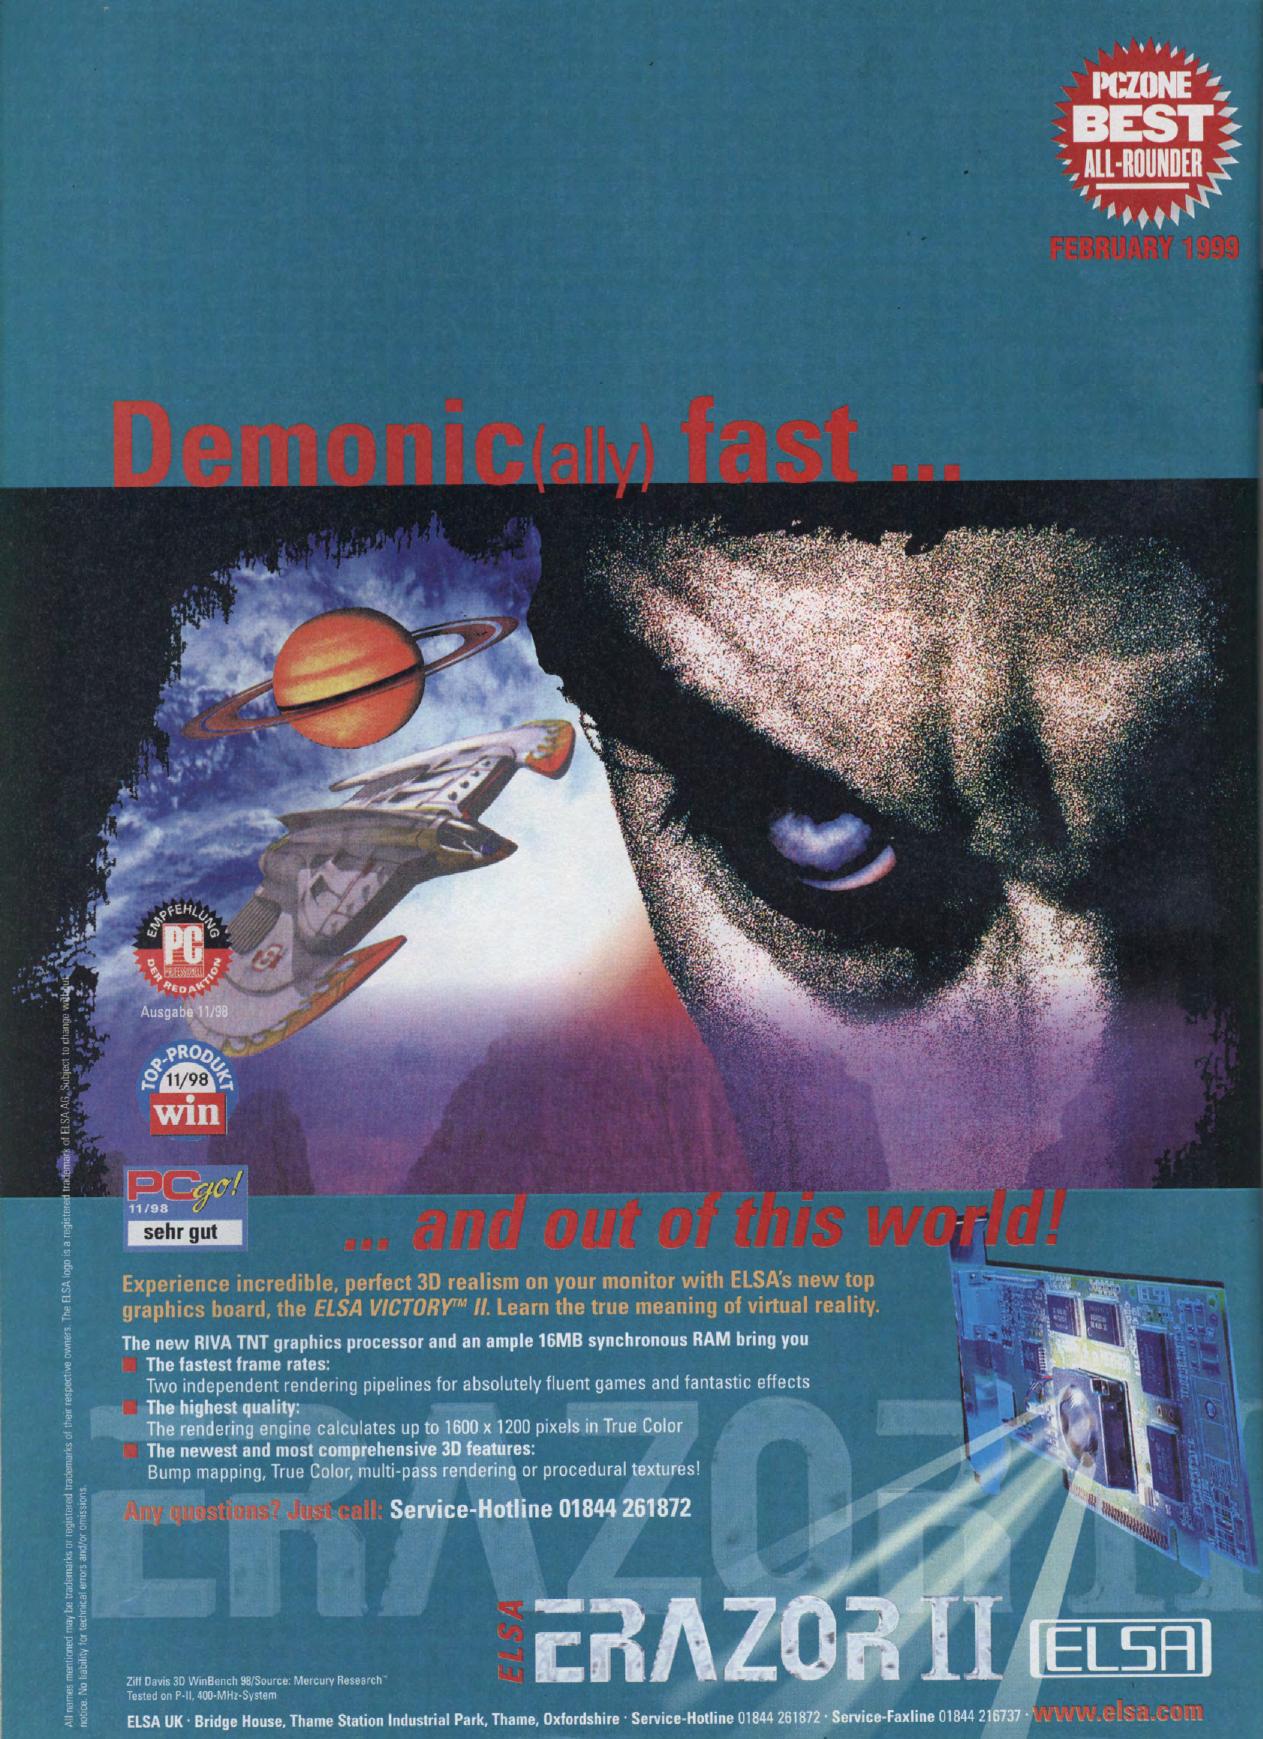 PCZONE
BEST
ALL-ROUNDER
FEBRUARY 1999
Demonic(ally) fast ...
EMPFEHLUNG
PC
PROFESSIONELL
DER REDAKTION
Ausgabe 11/98
TOP-PRODUKT
11/98
win
PCgo!
11/98
sehr gut
... and out of this world!
Experience incredible, perfect 3D realism on your monitor with ELSA's new top
graphics board, the ELSA VICTORY™ II. Learn the true meaning of virtual reality.
The new RIVA TNT graphics processor and an ample 16MB synchronous RAM bring you
The fastest frame rates:
Two independent rendering pipelines for absolutely fluent games and fantastic effects
The highest quality:
The rendering engine calculates up to 1600 x 1200 pixels in True Color
The newest and most comprehensive 3D features:
Bump mapping, True Color, multi-pass rendering or procedural textures!
Any questions? Just call: Service-Hotline 01844 261872
ERAZOR II
ELSA
ERAZOR II
ELSA
Ziff Davis 3D WinBench 98/Source: Mercury Research™
Tested on P-II, 400-MHz-System
ELSA UK · Bridge House, Thame Station Industrial Park, Thame, Oxfordshire · Service-Hotline 01844 261872 · Service-Faxline 01844 216737 · www.elsa.com
All names mentioned may be trademarks or registered trademarks of their respective owners. The ELSA logo is a registered trademark of ELSA AG. Subject to change without
notice. No liability for technical errors and/or omissions.